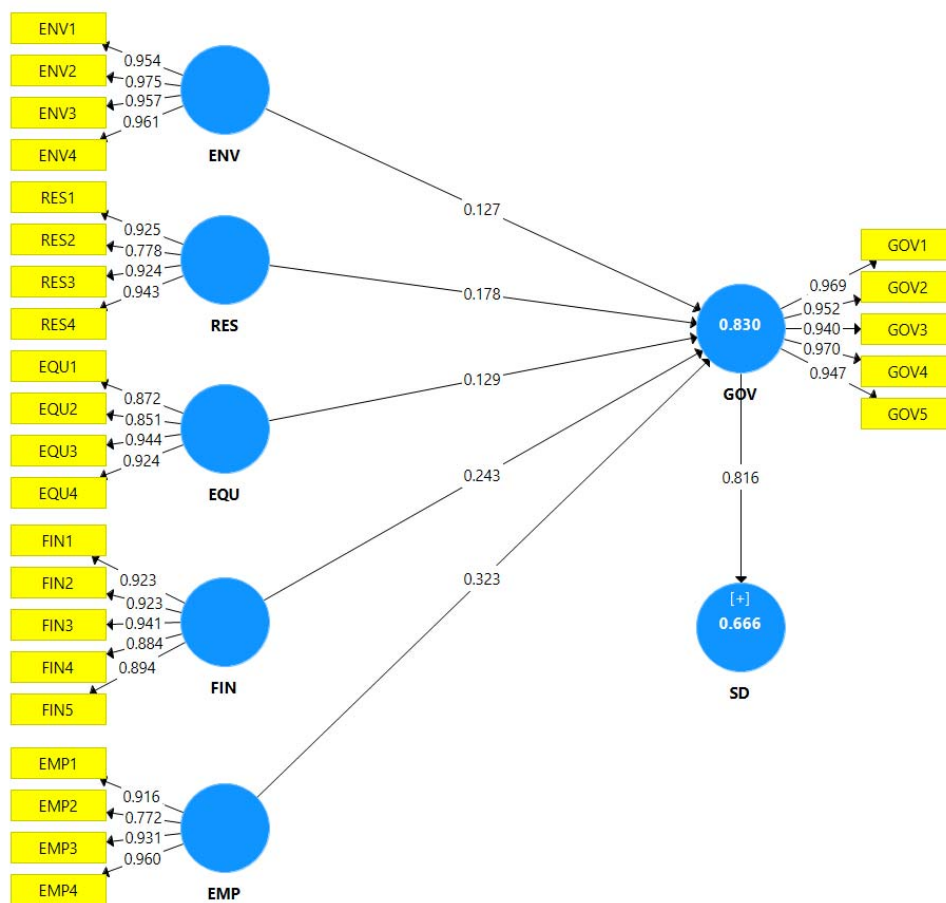 ENV1
ENV2
ENV3
ENV4
0.954
0.975
0.957
0.961
ENV
RES1
RES2
RES3
RES4
0.925
0.778
0.924
0.943
RES
EQU1
EQU2
EQU3
EQU4
0.872
0.851
0.944
0.924
EQU
FIN1
FIN2
FIN3
FIN4
FIN5
0.923
0.923
0.941
0.884
0.894
FIN
EMP1
EMP2
EMP3
EMP4
0.916
0.772
0.931
0.960
EMP
0.127
0.178
0.129
0.243
0.323
0.830
GOV
0.969
0.952
0.940
0.970
0.947
GOV1
GOV2
GOV3
GOV4
GOV5
0.816
[+]
0.666
SD